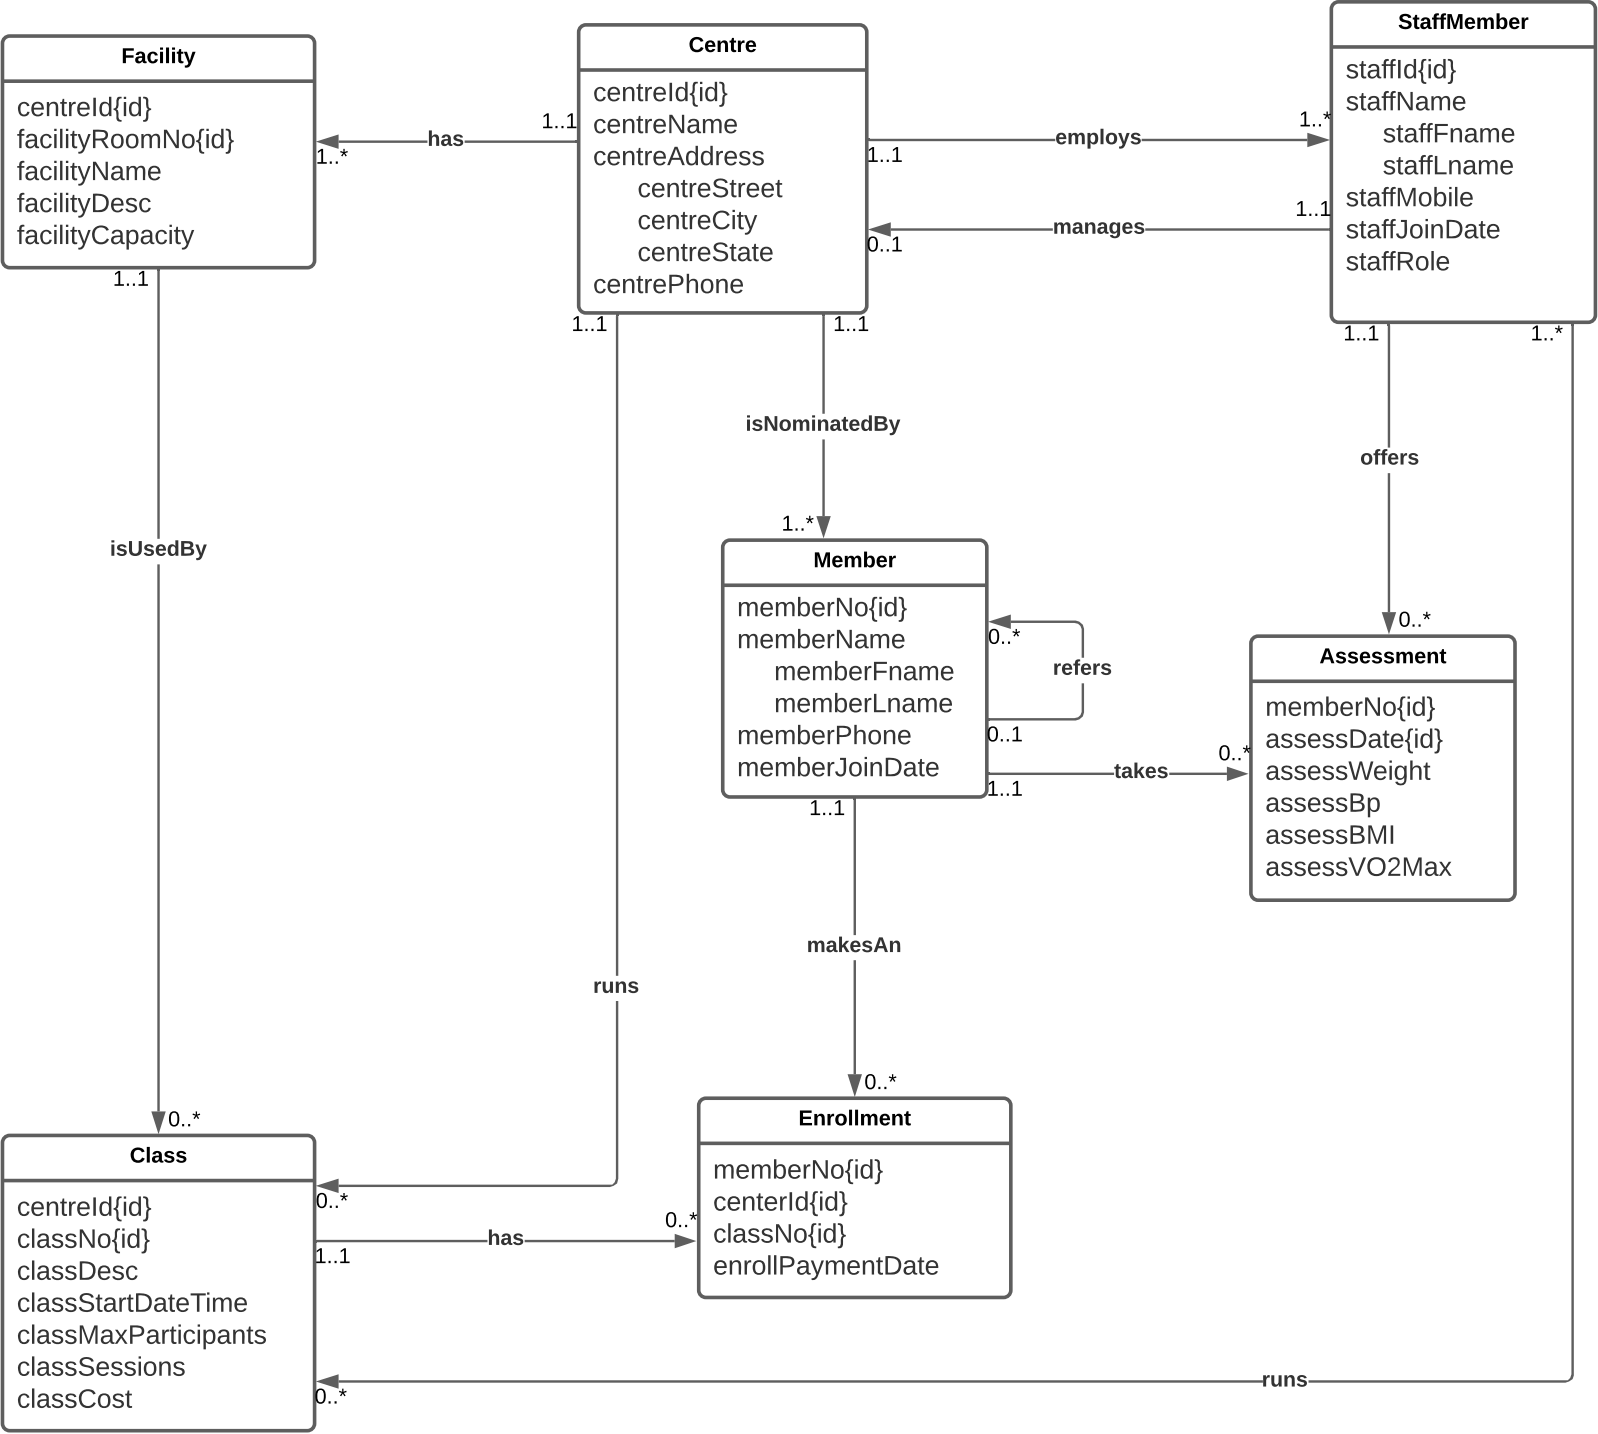 Facility
centreId{id}
facilityRoomNo{id}
facilityName
facilityDesc
facilityCapacity
1..1
has
1..*
Centre
centreId{id}
centreName
centreAddress
centreStreet
centreCity
centreState
centrePhone
1..1
employs
1..*
1..1
manages
0..1
StaffMember
staffId{id}
staffName
staffFname
staffLname
staffMobile
staffJoinDate
staffRole
1..1
isUsedBy
0..*
1..1
runs
0..*
1..1
isNominatedBy
1..*
1..1
offers
0..*
1..*
runs
0..*
Member
memberNo{id}
memberName
memberFname
memberLname
memberPhone
memberJoinDate
0..*
refers
0..1
1..1
takes
0..*
Assessment
memberNo{id}
assessDate{id}
assessWeight
assessBp
assessBMI
assessVO2Max
1..1
makesAn
0..*
Class
centreId{id}
classNo{id}
classDesc
classStartDateTime
classMaxParticipants
classSessions
classCost
1..1
has
0..*
Enrollment
memberNo{id}
centerId{id}
classNo{id}
enrollPaymentDate